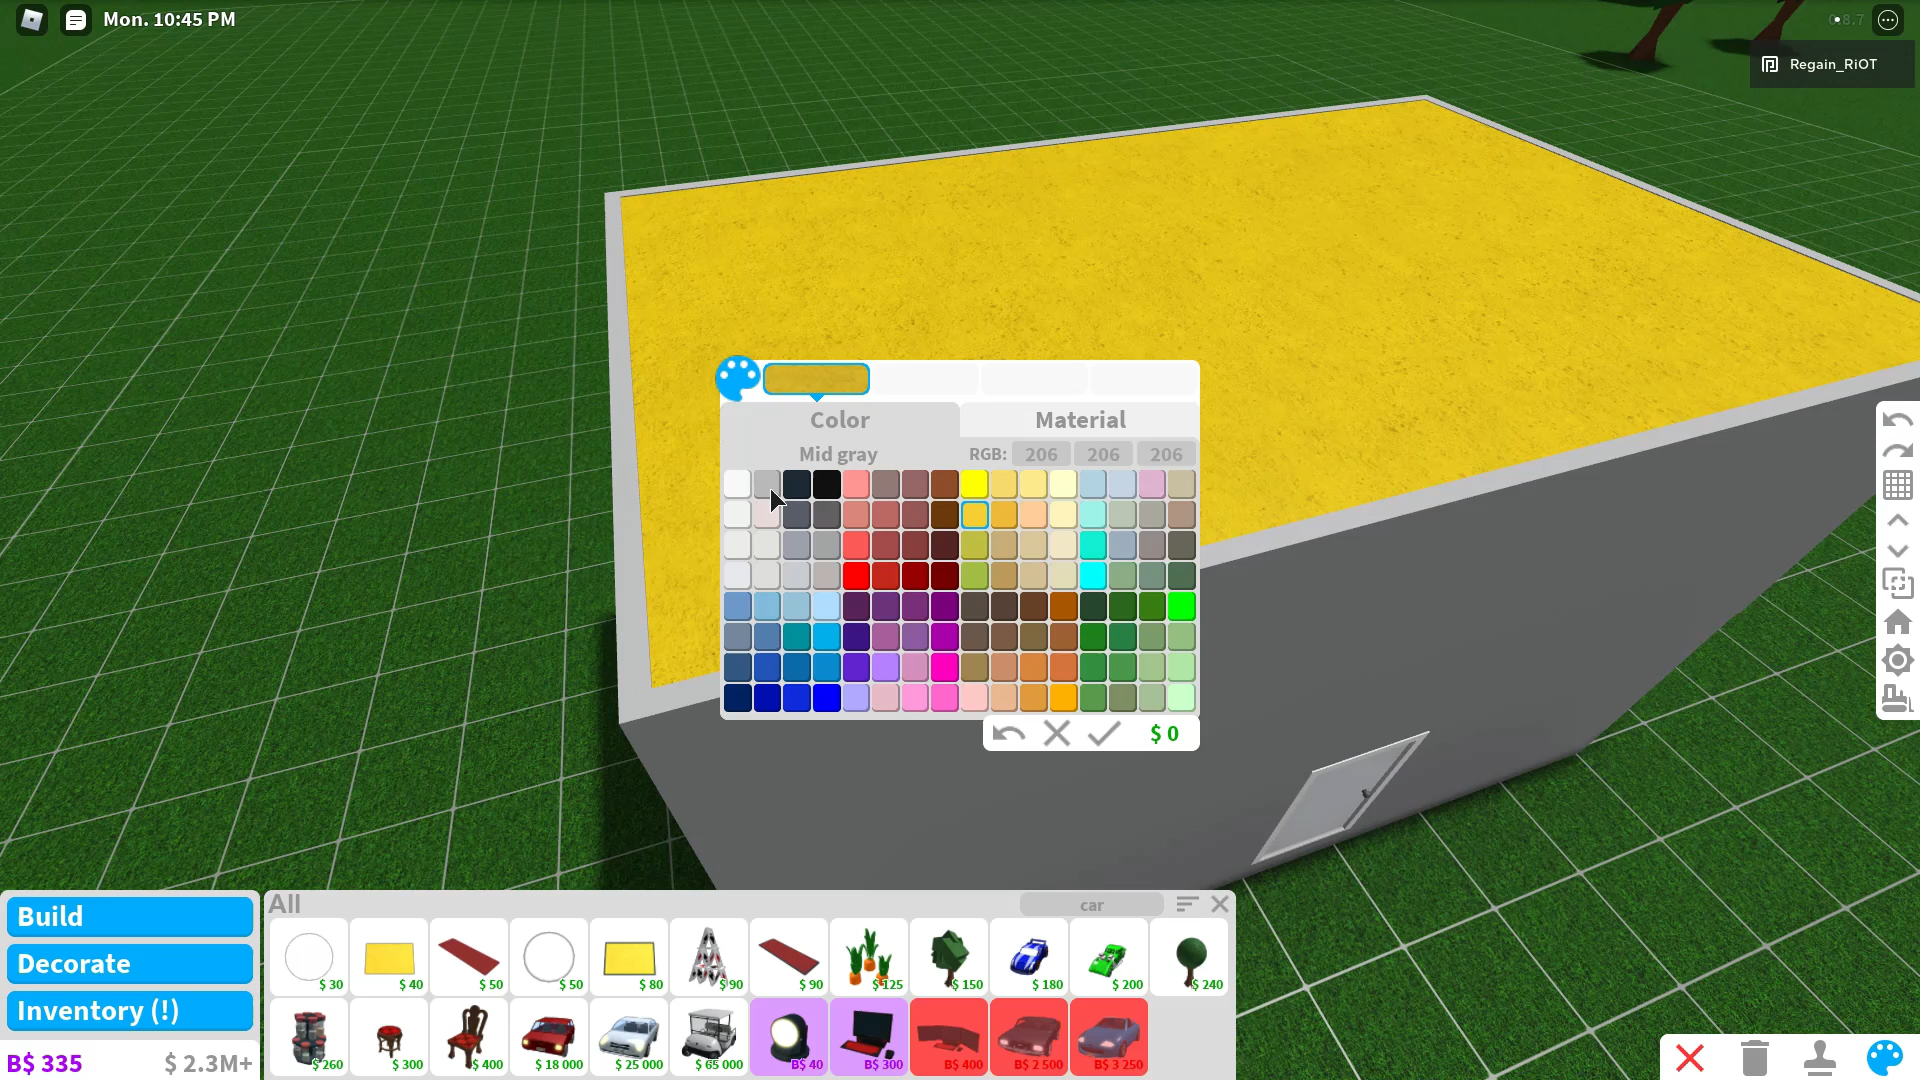 Mon. 10:45 PM
Regain_RiOT
Color
Material
Mid gray
RGB: 206 206 206
$ 0
Build
Decorate
Inventory (!)
B$ 335
$ 2.3M+
All
car
$ 30
$ 40
$ 50
$ 50
$ 80
$ 90
$ 90
$ 125
$ 150
$ 180
$ 200
$ 240
$ 260
$ 300
$ 400
$ 18 000
$ 25 000
$ 65 000
B$ 40
B$ 300
B$ 400
B$ 2 500
B$ 3 250